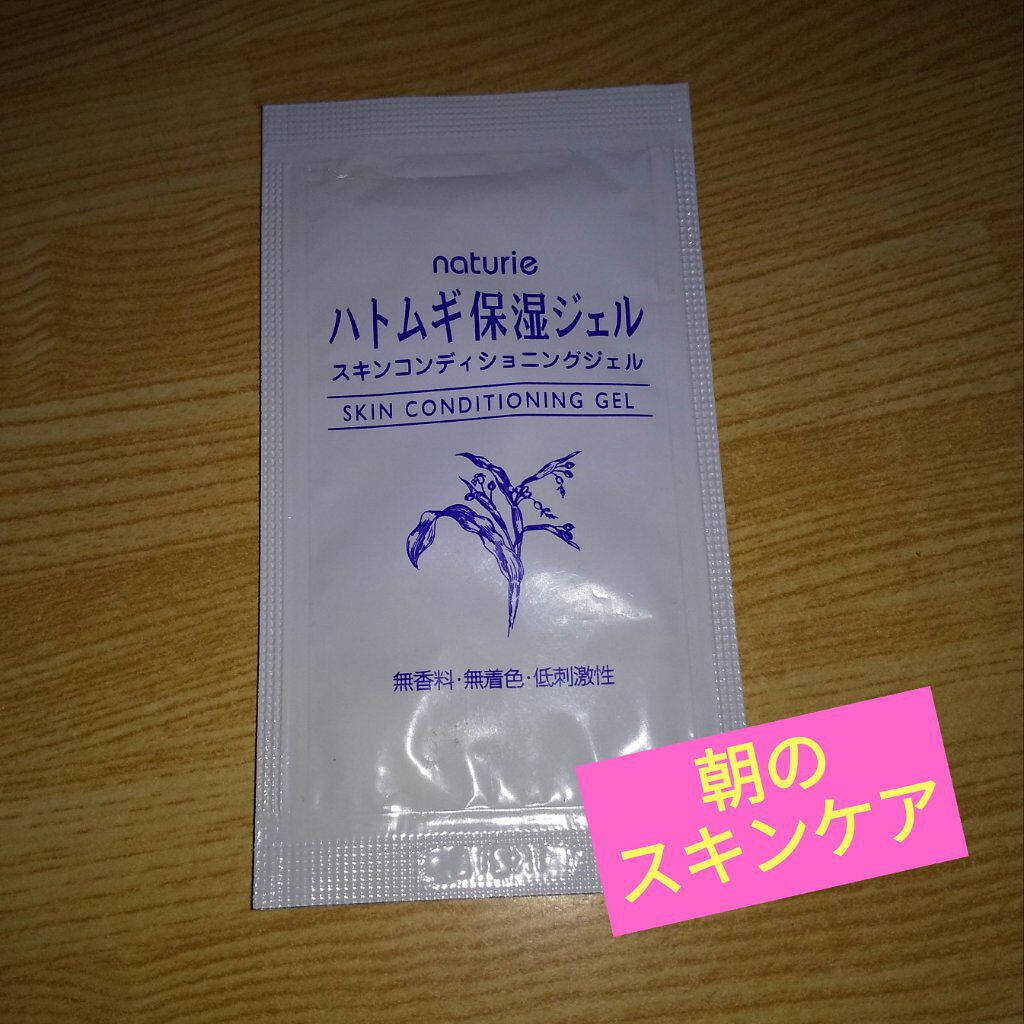 naturie
ハトムギ保湿ジェル
スキンコンディショニングジェル
SKIN CONDITIONING GEL
無香料・無着色・低刺激性
朝の
スキンケア